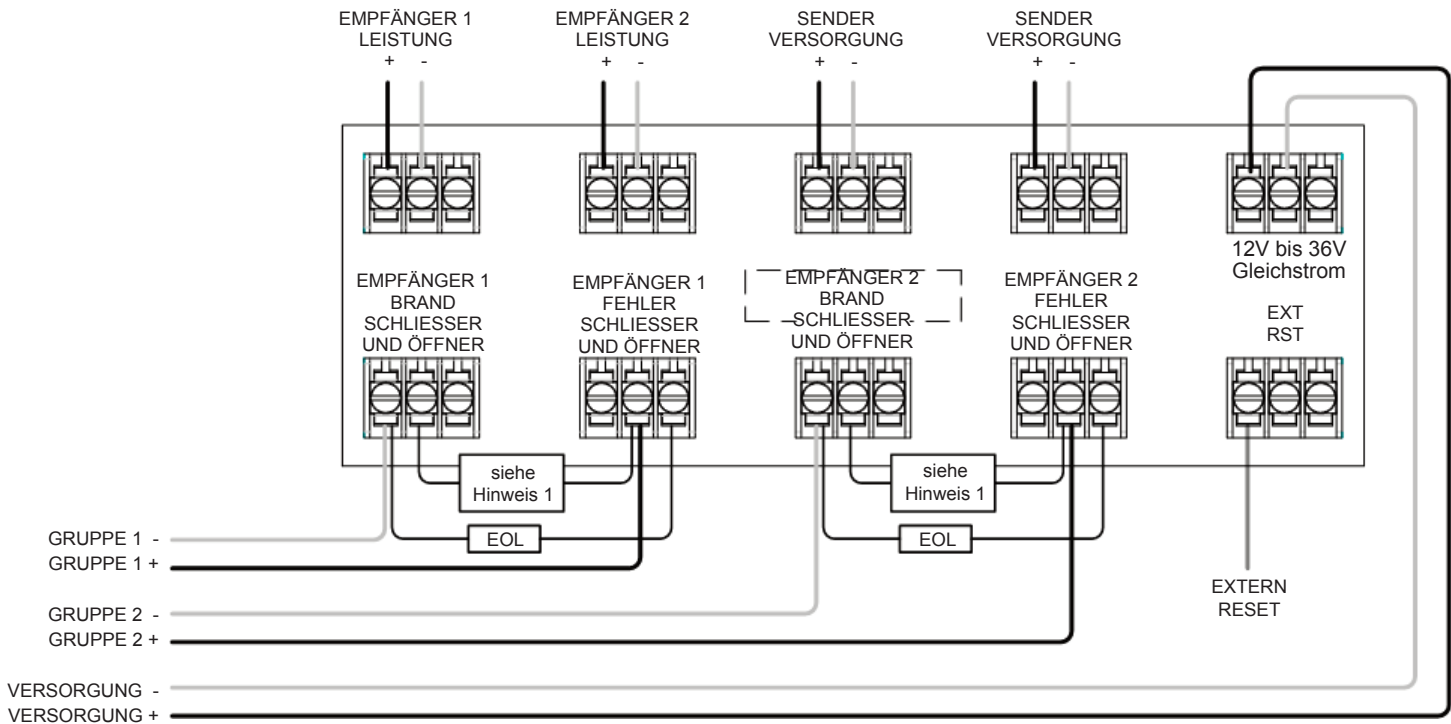 EMPFÄNGER 1
LEISTUNG
+ -
EMPFÄNGER 2
LEISTUNG
+ -
SENDER
VERSORGUNG
+ -
SENDER
VERSORGUNG
+ -
12V bis 36V
Gleichstrom
EMPFÄNGER 1
BRAND
SCHLIESSER
UND ÖFFNER
EMPFÄNGER 1
FEHLER
SCHLIESSER
UND ÖFFNER
EMPFÄNGER 2
BRAND
SCHLIESSER
UND ÖFFNER
EMPFÄNGER 2
FEHLER
SCHLIESSER
UND ÖFFNER
EXT
RST
siehe
Hinweis 1
siehe
Hinweis 1
EOL
EOL
GRUPPE 1 -
GRUPPE 1 +
EXTERN
RESET
GRUPPE 2 -
GRUPPE 2 +
VERSORGUNG -
VERSORGUNG +